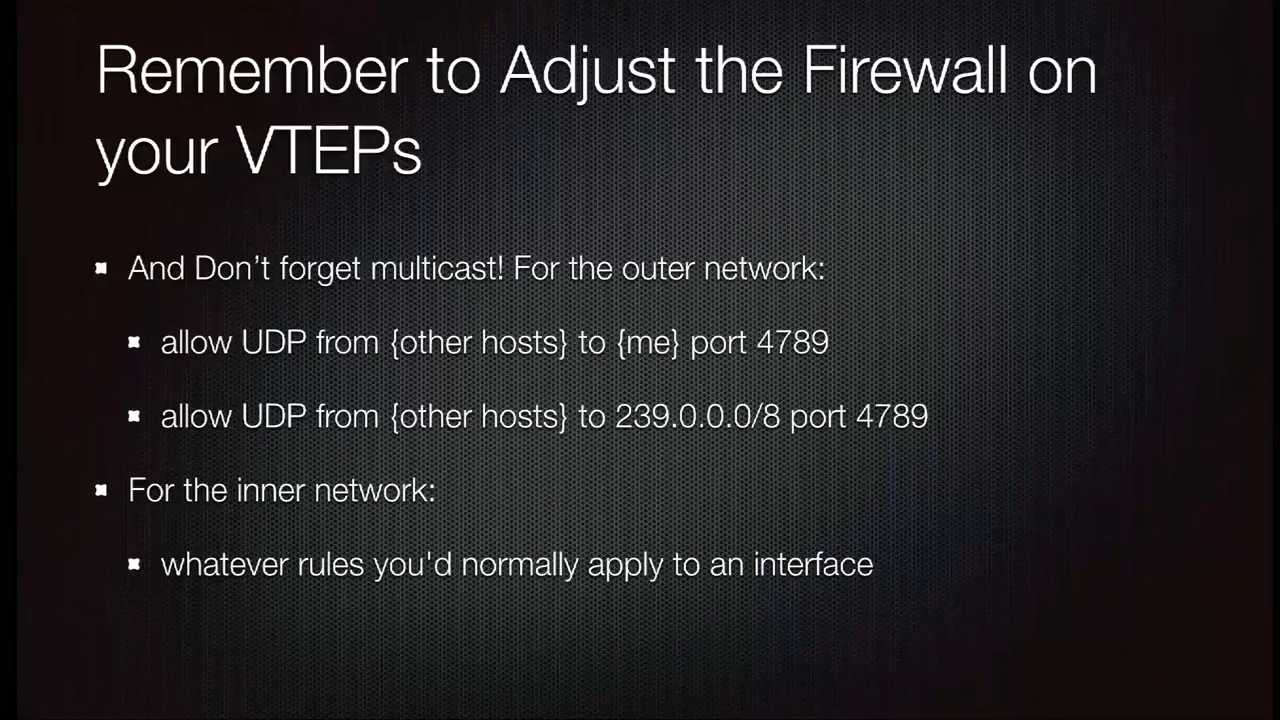 Remember to Adjust the Firewall on
your VTEPs
And Don’t forget multicast! For the outer network:
allow UDP from {other hosts} to {me} port 4789
allow UDP from {other hosts} to 239.0.0.0/8 port 4789
For the inner network:
whatever rules you'd normally apply to an interface